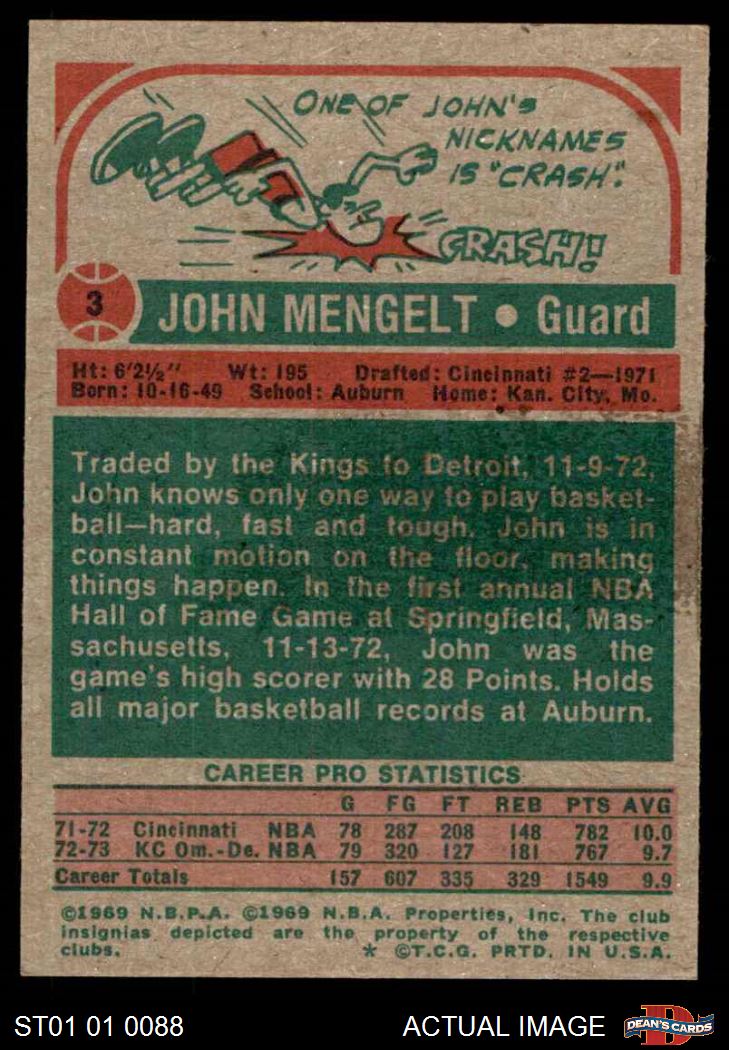 ONE OF JOHN'S
NICKNAMES
IS "CRASH".
CRASH!
3
JOHN MENGELT • Guard
Ht: 6'2½" Wt: 195 Drafted: Cincinnati #2—1971
Born: 10-16-49 School: Auburn Home: Kan. City, Mo.
Traded by the Kings to Detroit, 11-9-72,
John knows only one way to play basket-
ball—hard, fast and tough. John is in
constant motion on the floor, making
things happen. In the first annual NBA
Hall of Fame Game at Springfield, Mas-
sachusetts, 11-13-72, John was the
game's high scorer with 28 Points. Holds
all major basketball records at Auburn.
CAREER PRO STATISTICS
G FG FT REB PTS AVG
71-72 Cincinnati NBA 78 287 208 148 782 10.0
72-73 KC Om.-De. NBA 79 320 127 181 767 9.7
Career Totals 157 607 335 329 1549 9.9
©1969 N.B.P.A. ©1969 N.B.A. Properties, Inc. The club
insignias depicted are the property of the respective
clubs. * ©T.C.G. PRTD. IN U.S.A.
ST01 01 0088 ACTUAL IMAGE DEAN'S CARDS